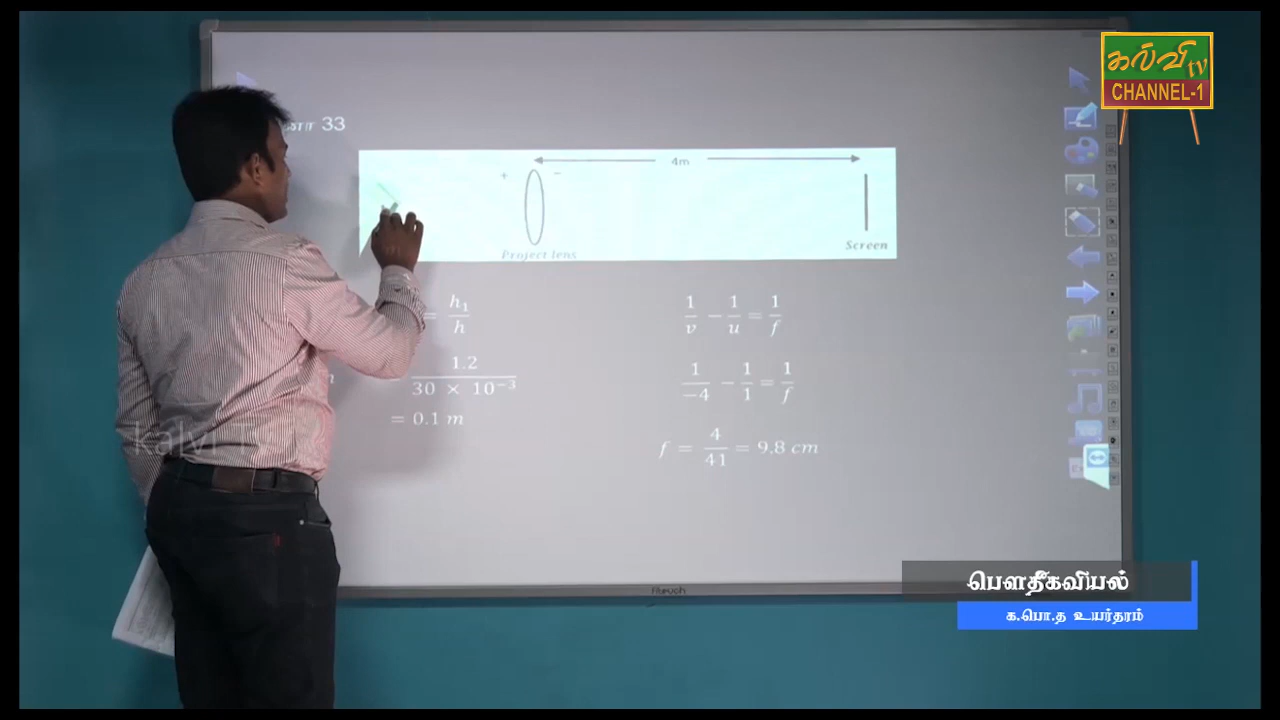 கல்வி tv
CHANNEL-1
னா 33
4m
+ −
Project lens
Screen
= h₁/h
1/v − 1/u = 1/f
= 1.2/(30 × 10⁻³)
1/−4 − 1/1 = 1/f
= 0.1 m
f = 4/41 = 9.8 cm
kalvi
பௌதீகவியல்
க.பொ.த உயர்தரம்